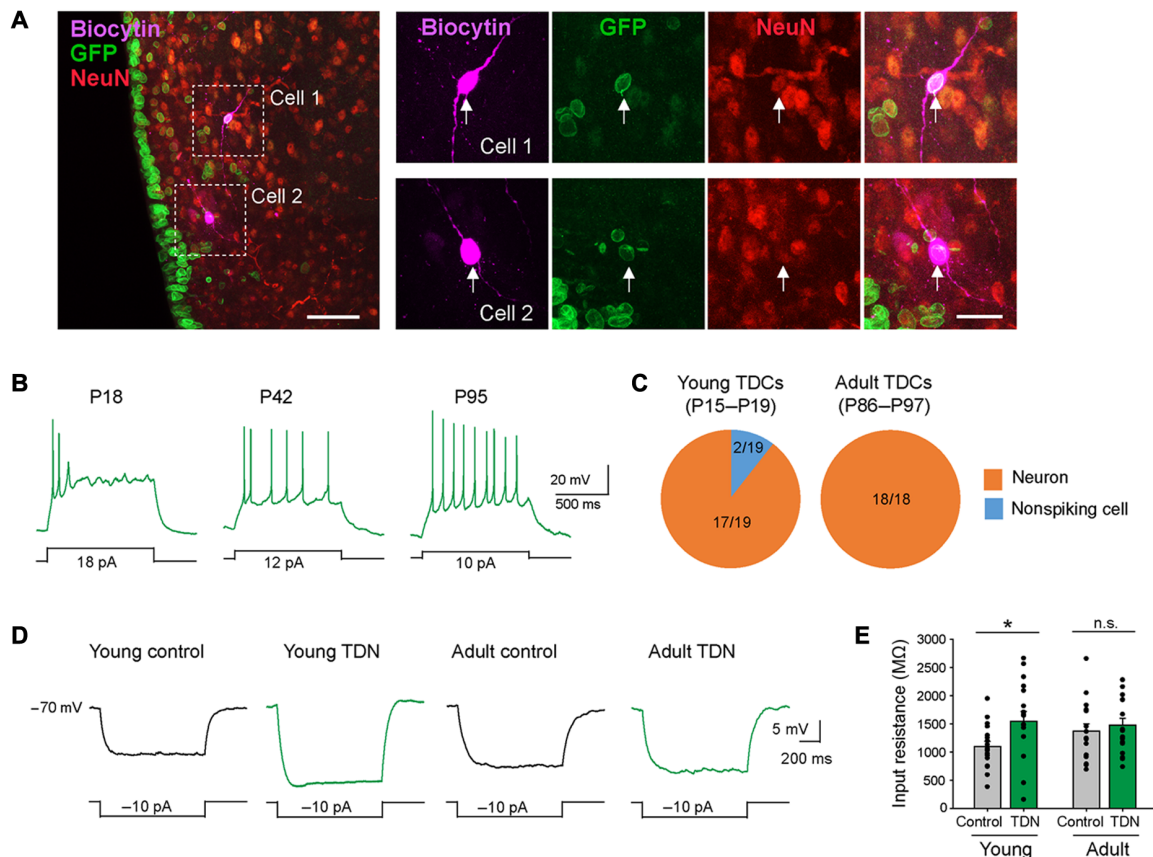 A
Biocytin
GFP
NeuN
Cell 1
Cell 2
Biocytin
GFP
NeuN
Cell 1
Cell 2
B
P18
P42
P95
18 pA
12 pA
10 pA
20 mV
500 ms
C
Young TDCs
(P15–P19)
Adult TDCs
(P86–P97)
2/19
17/19
18/18
Neuron
Nonspiking cell
D
Young control
Young TDN
Adult control
Adult TDN
−70 mV
−10 pA
−10 pA
−10 pA
−10 pA
5 mV
200 ms
E
* n.s.
Input resistance (MΩ)
3000
2500
2000
1500
1000
500
0
Control TDN Control TDN
Young Adult